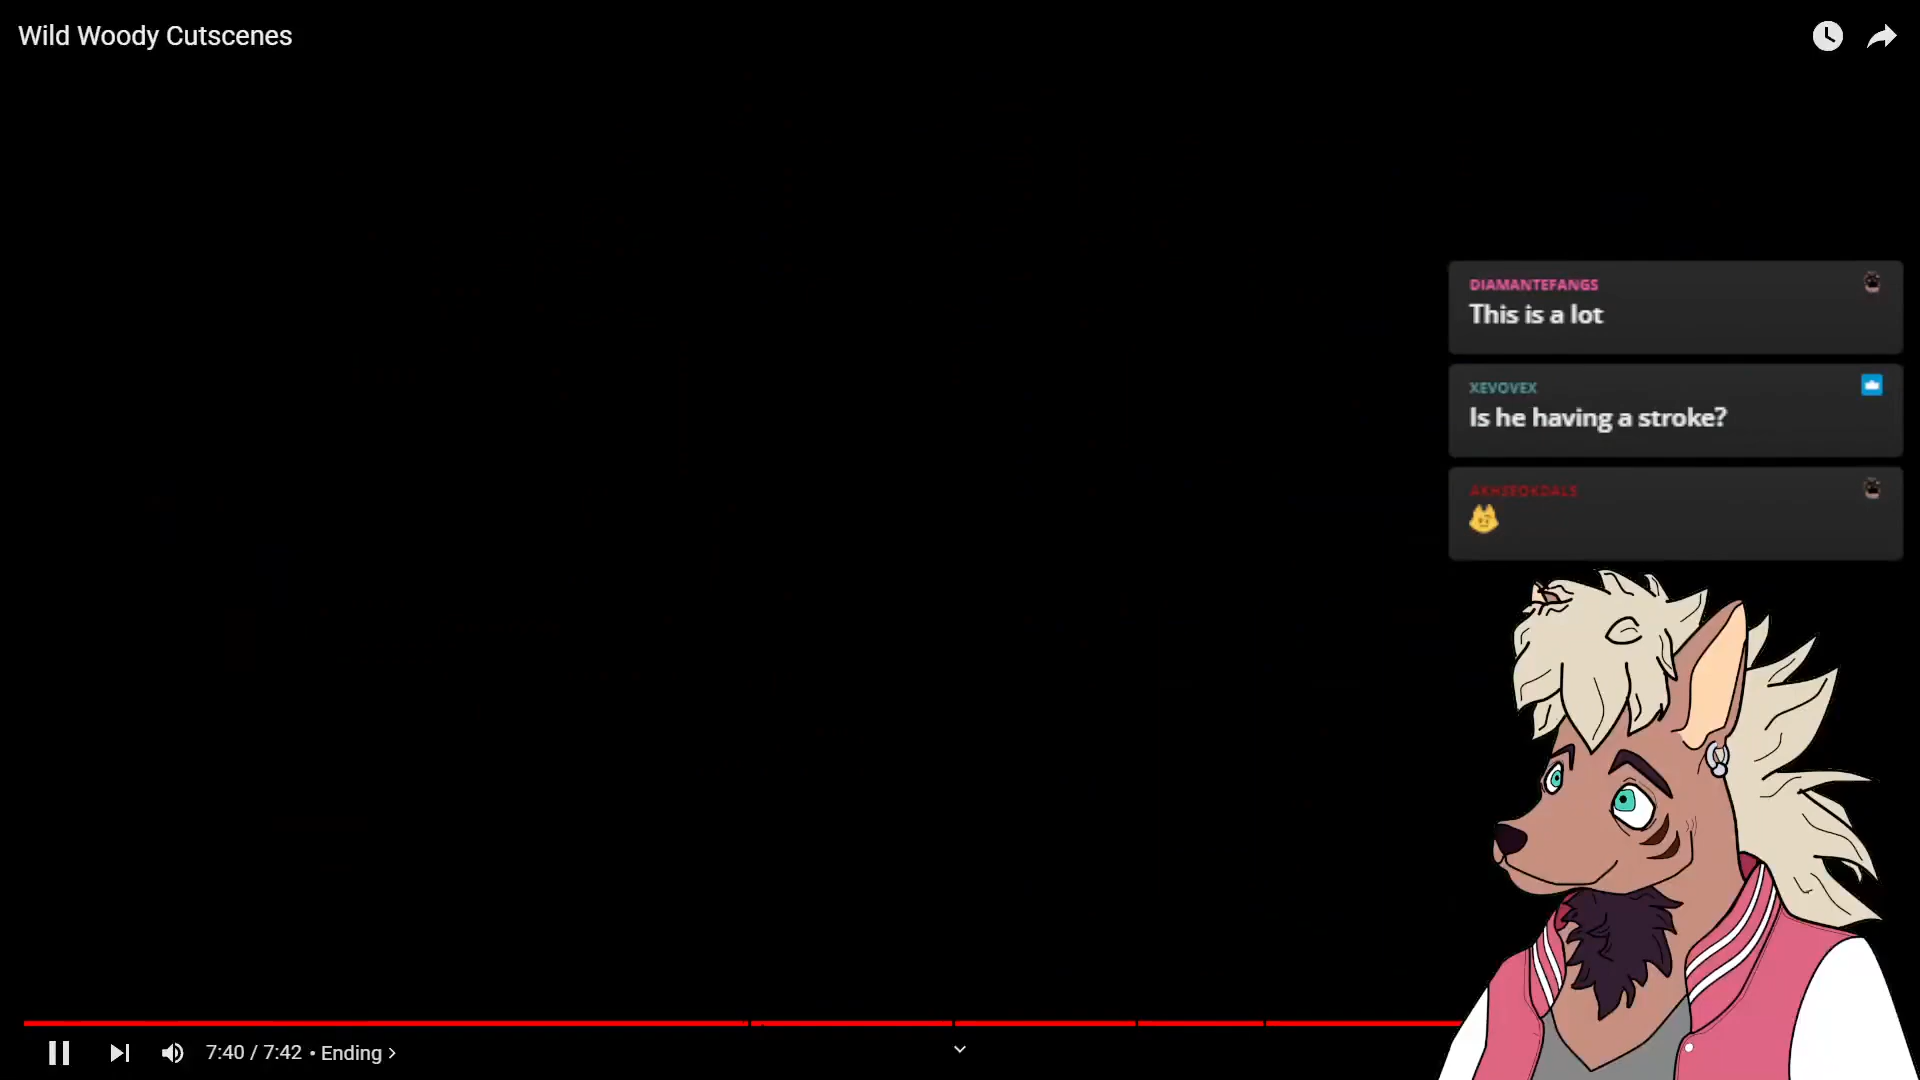 Wild Woody Cutscenes
DIAMANTEFANGS
This is a lot
XEVOVEX
Is he having a stroke?
7:40 / 7:42 • Ending ›